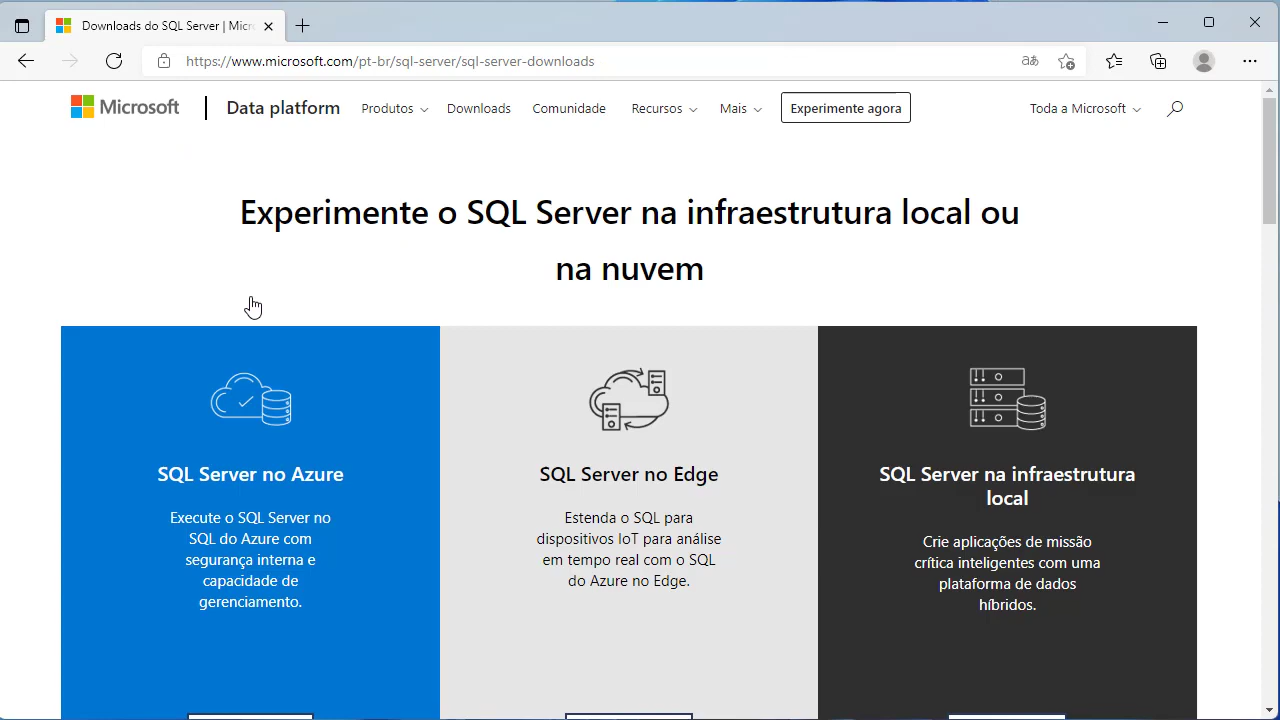 Downloads do SQL Server | Micr
https://www.microsoft.com/pt-br/sql-server/sql-server-downloads
Microsoft
Data platform
Produtos
Downloads
Comunidade
Recursos
Mais
Experimente agora
Toda a Microsoft
Experimente o SQL Server na infraestrutura local ou
na nuvem
SQL Server no Azure
Execute o SQL Server no
SQL do Azure com
segurança interna e
capacidade de
gerenciamento.
SQL Server no Edge
Estenda o SQL para
dispositivos IoT para análise
em tempo real com o SQL
do Azure no Edge.
SQL Server na infraestrutura
local
Crie aplicações de missão
crítica inteligentes com uma
plataforma de dados
híbridos.